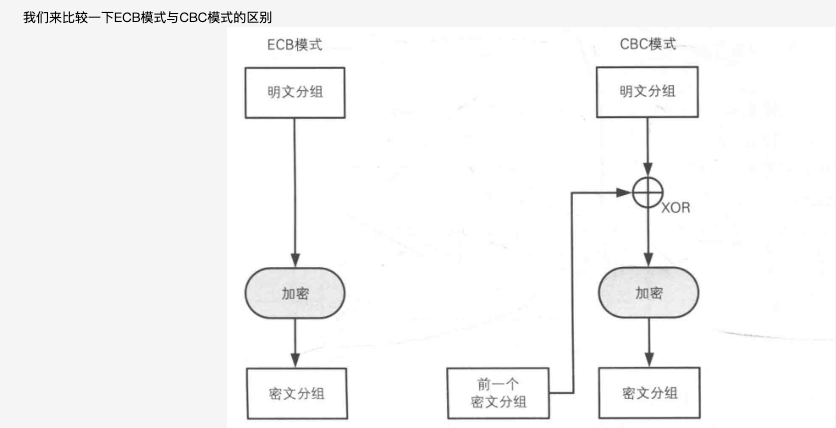 我们来比较一下ECB模式与CBC模式的区别
ECB模式
CBC模式
明文分组
明文分组
XOR
加密
加密
密文分组
前一个
密文分组
密文分组